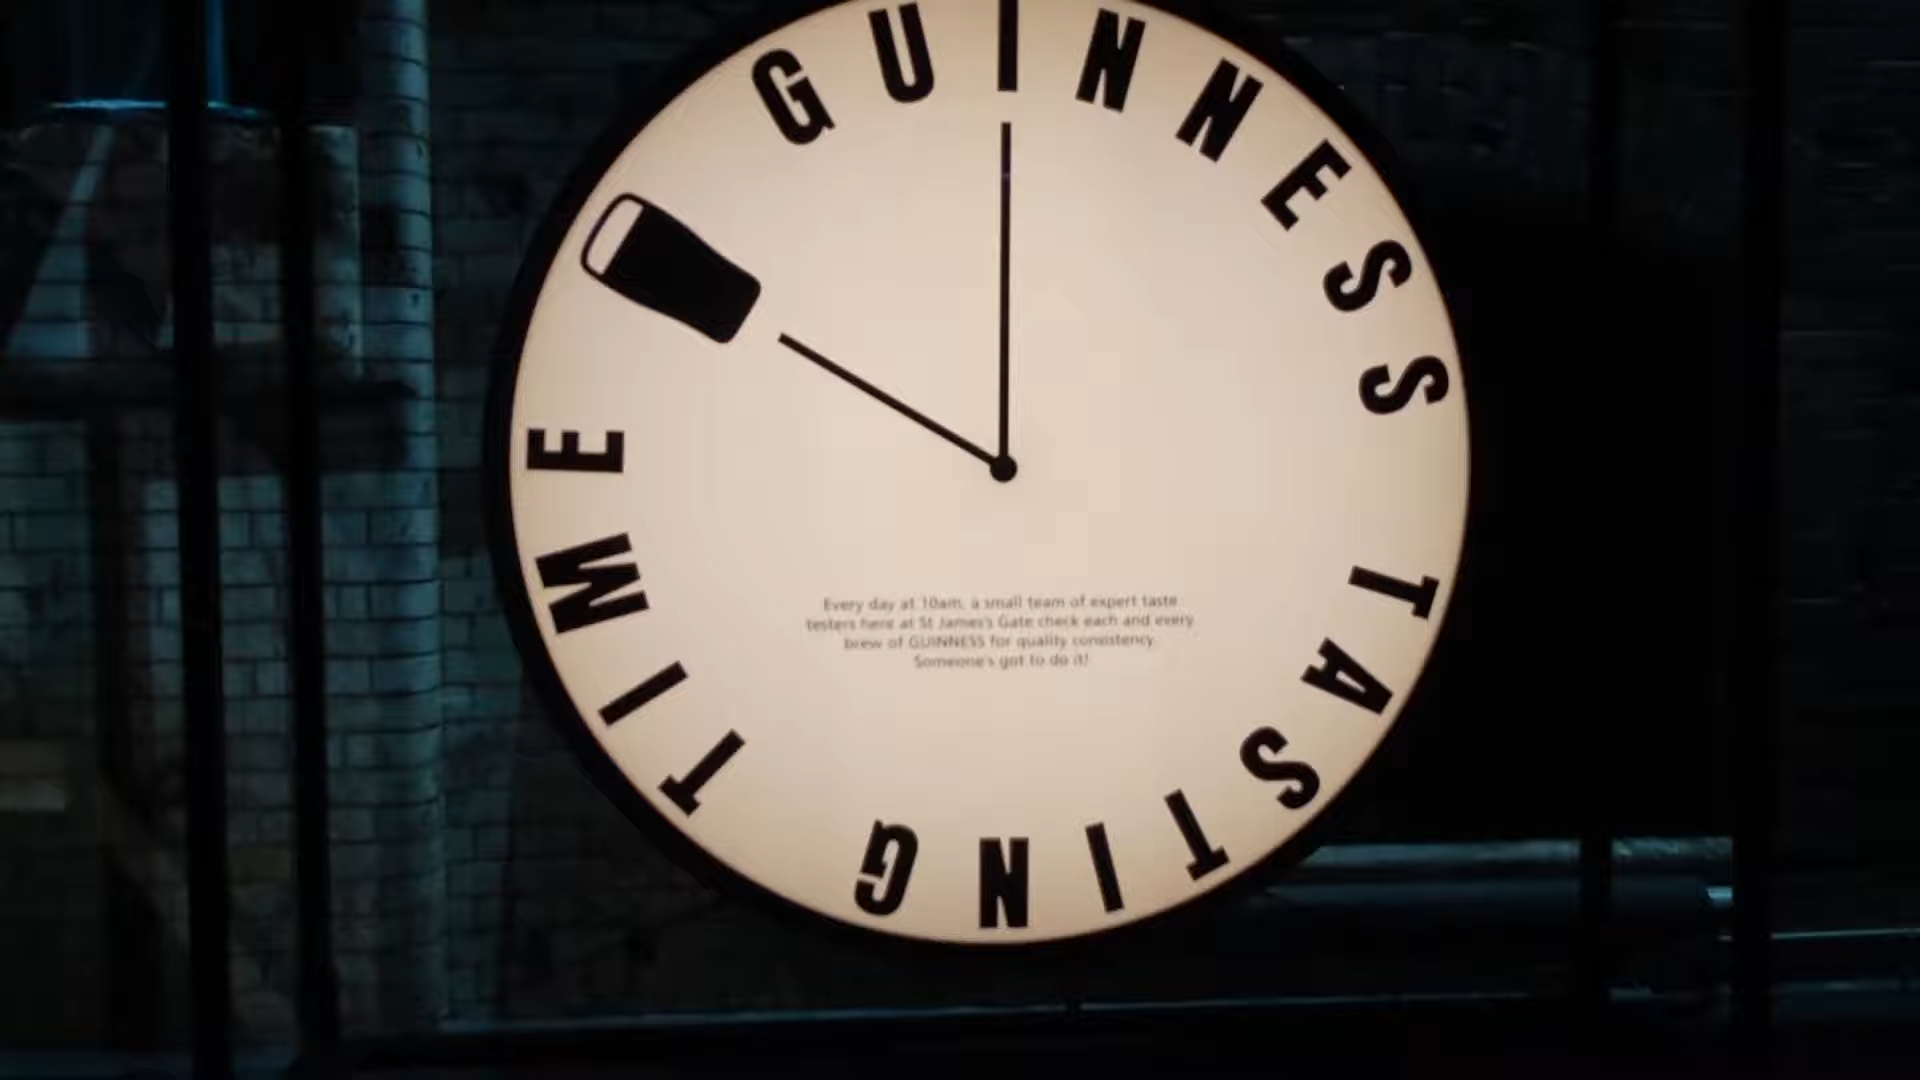 GUINNESS TASTING TIME
Every day at 10am, a small team of expert taste
testers here at St James's Gate check each and every
brew of GUINNESS for quality consistency.
Someone's got to do it!